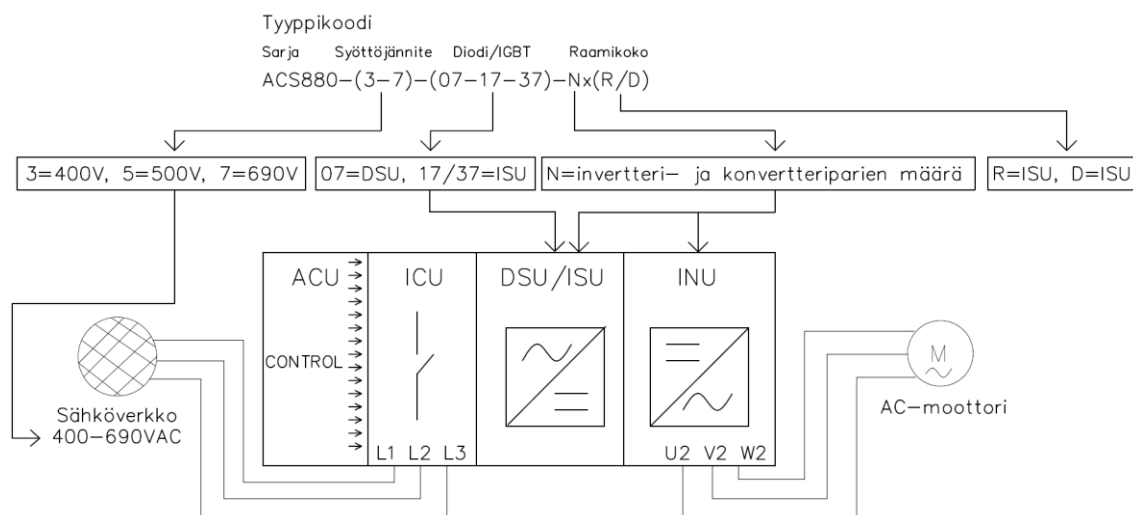 Tyyppikoodi
Sarja Syöttöjännite Diodi/IGBT Raamikoko
ACS880-(3-7)-(07-17-37)-Nx(R/D)
3=400V, 5=500V, 7=690V 07=DSU, 17/37=ISU N=invertteri- ja konvertteriparien määrä R=ISU, D=ISU
ACU ICU DSU/ISU INU
CONTROL
M
Sähköverkko
400-690VAC
AC-moottori
L1 L2 L3 U2 V2 W2